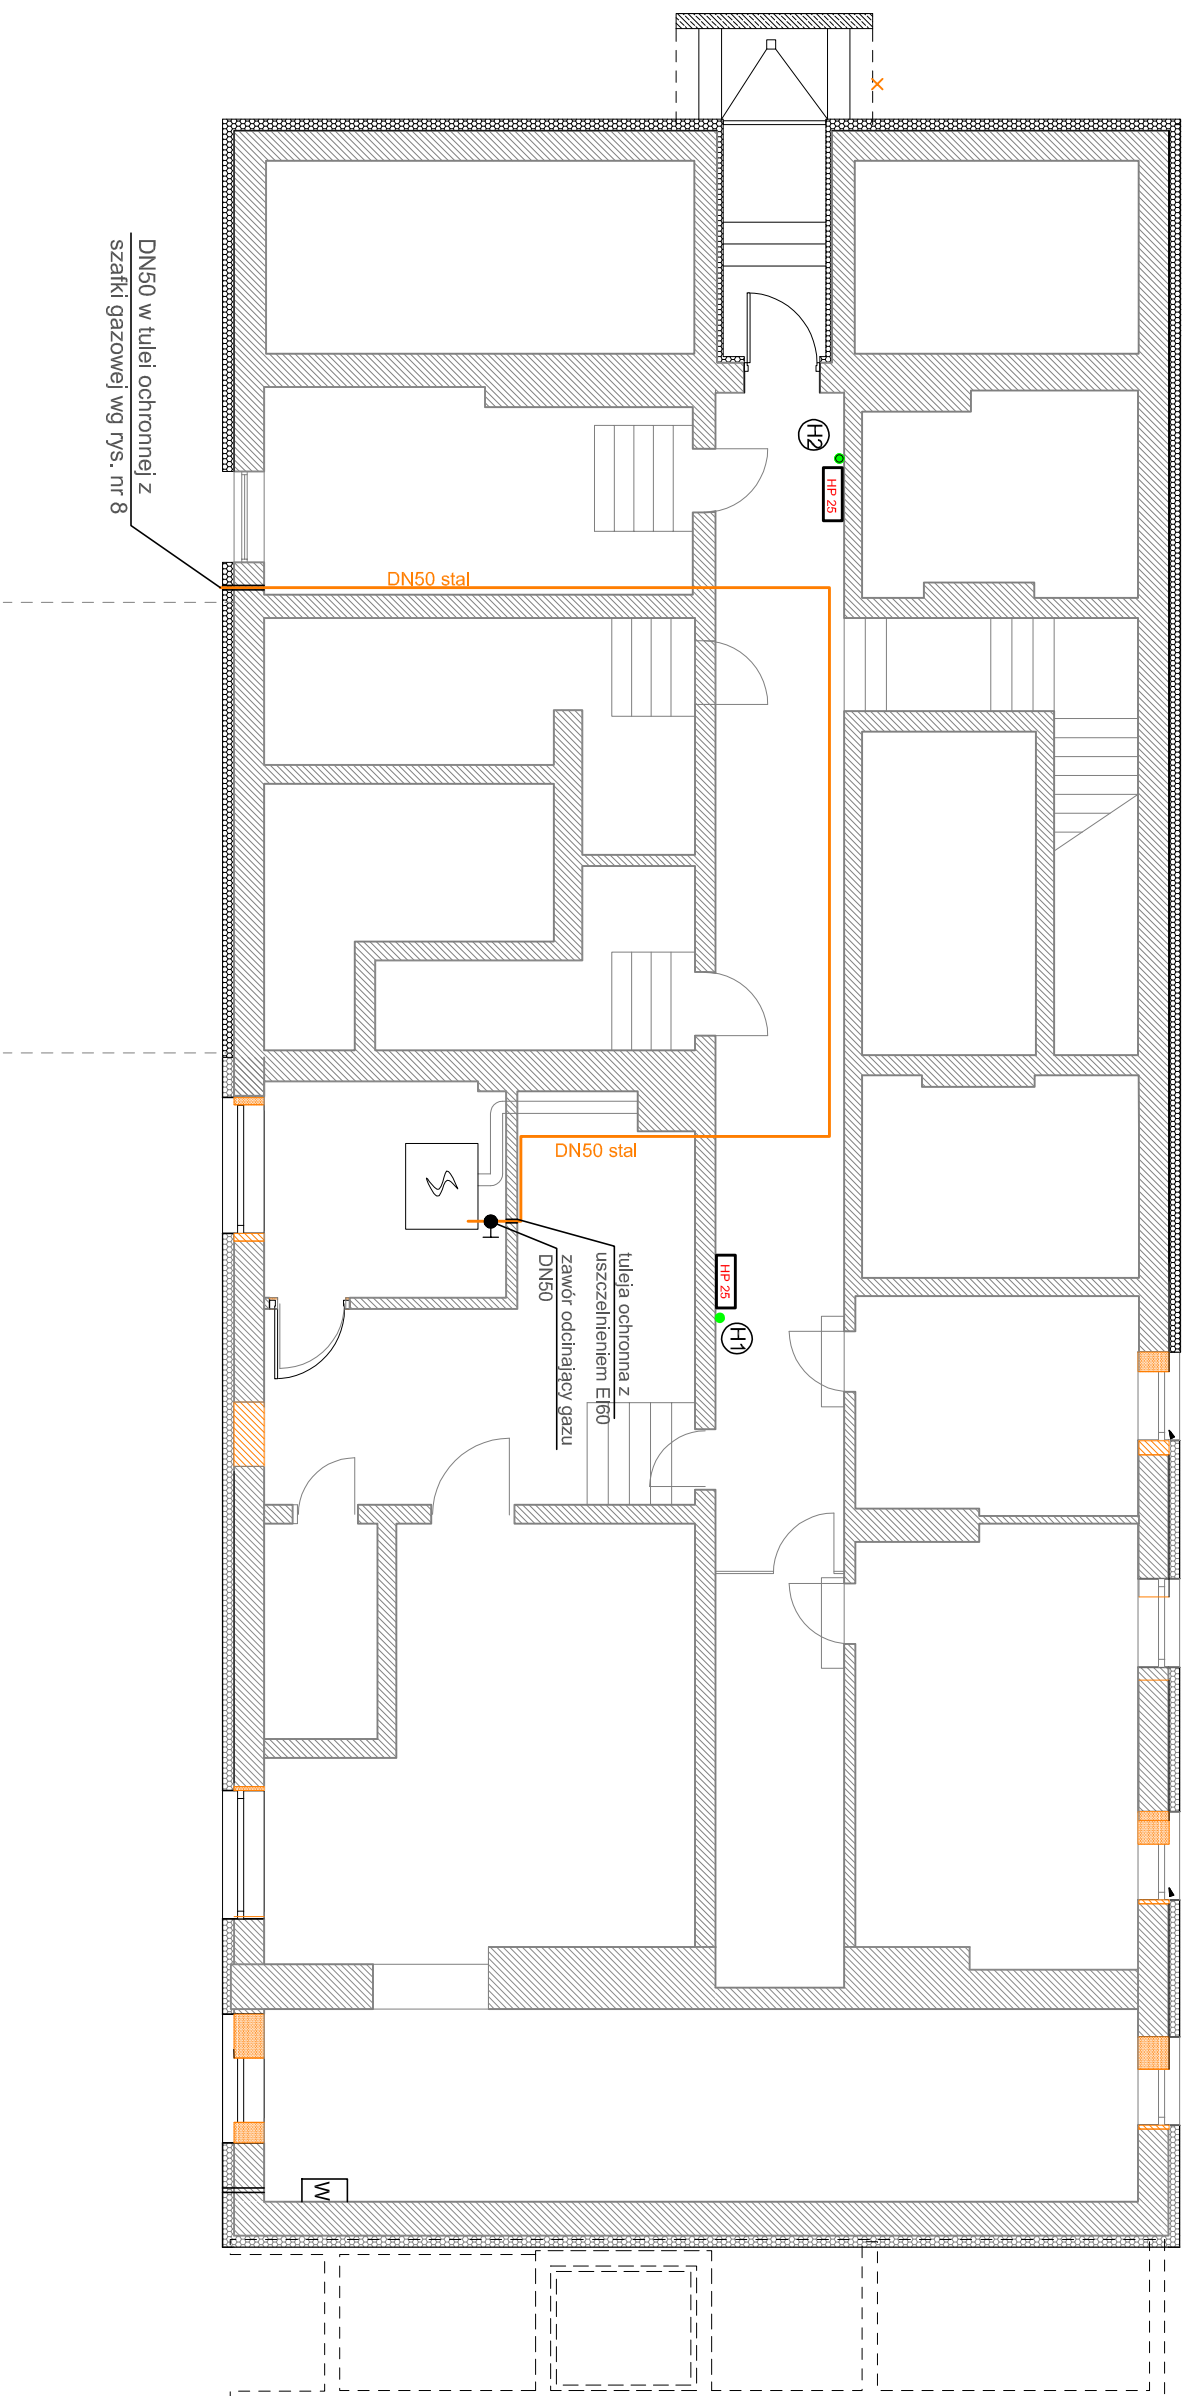 H2
HP 25
DN50 w tulei ochronnej z
szafki gazowej wg rys. nr 8
DN50 stal
DN50 stal
tuleja ochronna z
uszczelnieniem EI60
zawór odcinający gazu
DN50
HP 25
H1
W